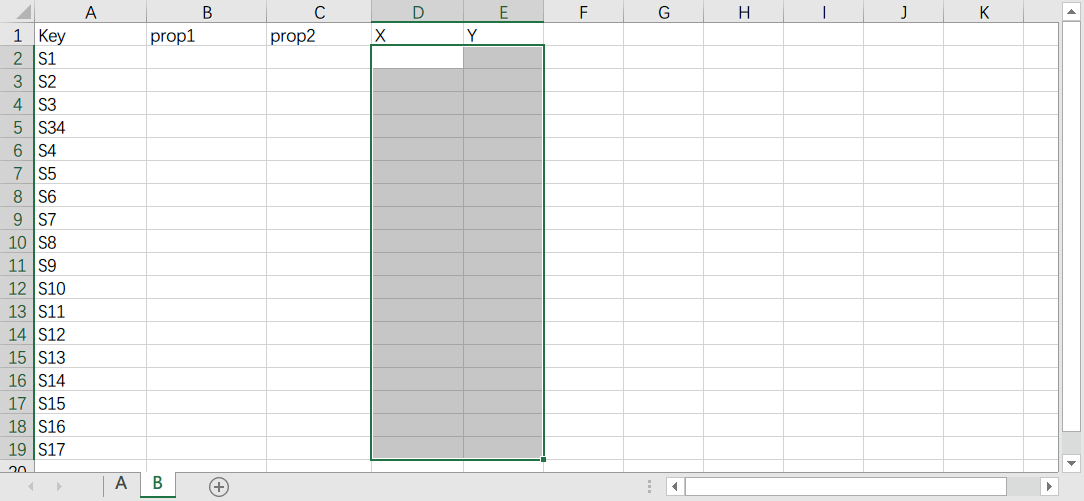 A B C D E F G H I J K
1 Key prop1 prop2 X Y
2 S1
3 S2
4 S3
5 S34
6 S4
7 S5
8 S6
9 S7
10 S8
11 S9
12 S10
13 S11
14 S12
15 S13
16 S14
17 S15
18 S16
19 S17
20
A B